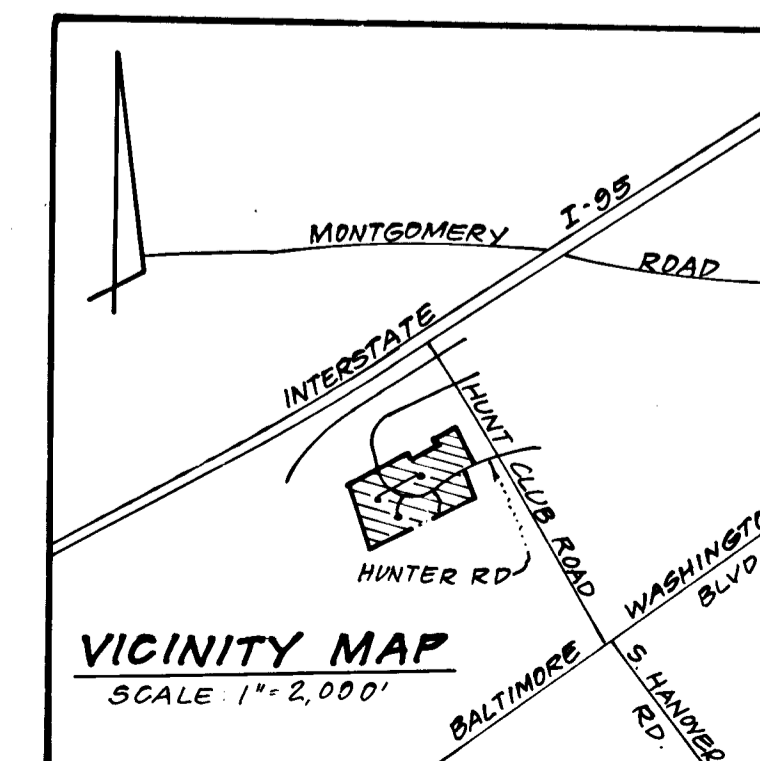 I-95
MONTGOMERY
ROAD
INTERSTATE
HUNT CLUB ROAD
HUNTER RD
WASHINGTO
BLVD
VICINITY MAP
SCALE: 1"=2,000'
BALTIMORE
S. HANOVER
RD.